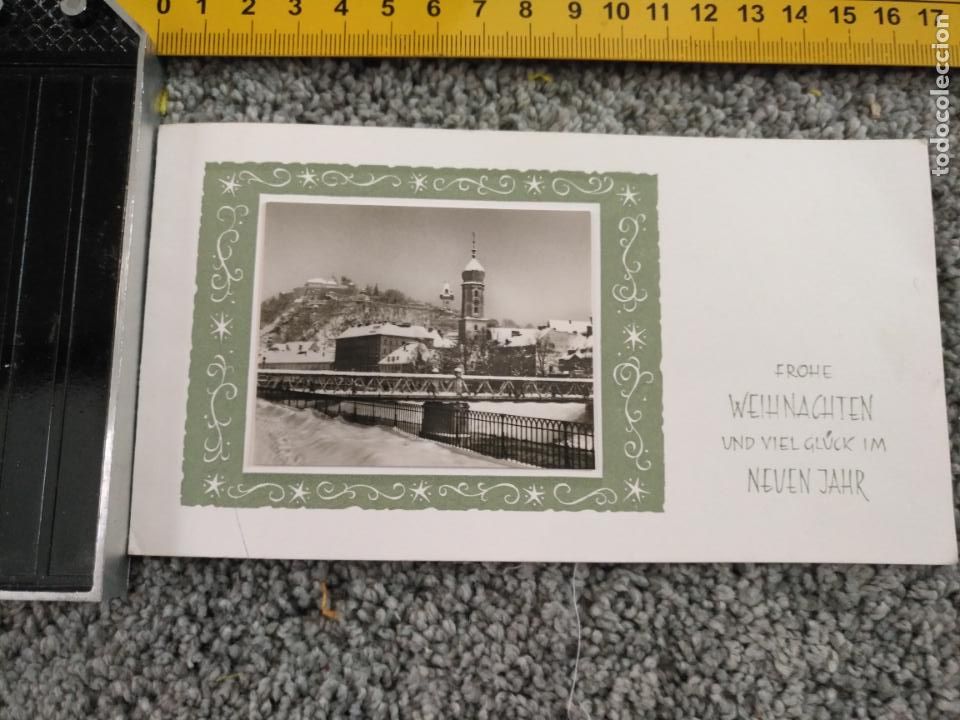 0 1 2 3 4 5 6 7 8 9 10 11 12 13 14 15 16 17
todocoleccion
FROHE
WEIHNACHTEN
UND VIEL GLÜCK IM
NEUEN JAHR